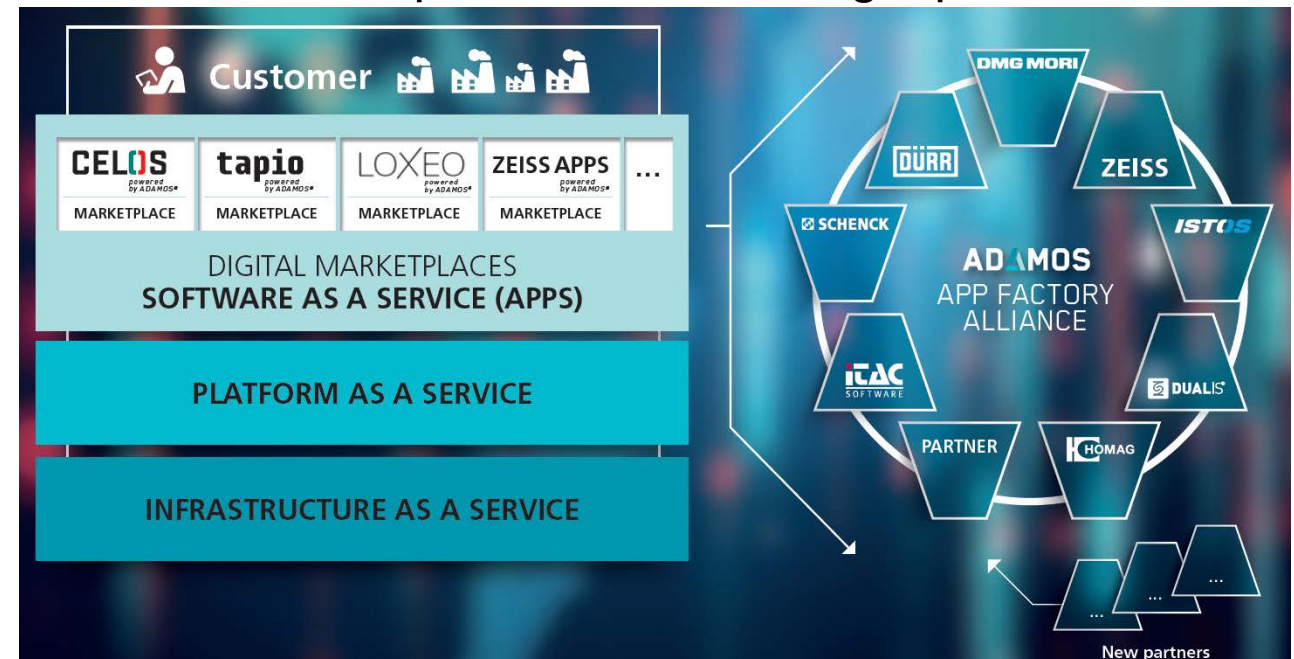 Customer
CELOS
powered
by ADAMOS®
MARKETPLACE
tapio
powered
by ADAMOS®
MARKETPLACE
LOXEO
powered
by ADAMOS®
MARKETPLACE
ZEISS APPS
powered
by ADAMOS®
MARKETPLACE
...
DIGITAL MARKETPLACES
SOFTWARE AS A SERVICE (APPS)
PLATFORM AS A SERVICE
INFRASTRUCTURE AS A SERVICE
DMG MORI
DÜRR
ZEISS
SCHENCK
ISTOS
ADAMOS
APP FACTORY
ALLIANCE
iTAC
SOFTWARE
DUALIS
PARTNER
HOMAG
...
...
...
New partners